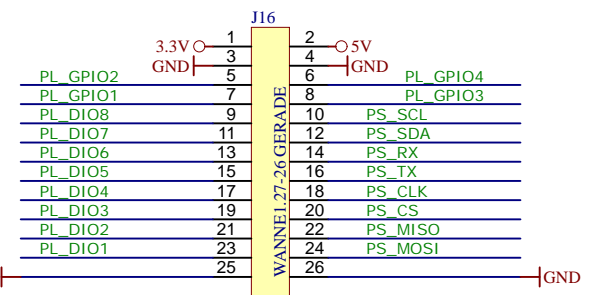 J16
3.3V 1 2 5V
GND 3 4 GND
PL_GPIO2 5 6 PL_GPIO4
PL_GPIO1 7 8 PL_GPIO3
PL_DIO8 9 10 PS_SCL
PL_DIO7 11 12 PS_SDA
PL_DIO6 13 14 PS_RX
PL_DIO5 15 16 PS_TX
PL_DIO4 17 18 PS_CLK
PL_DIO3 19 20 PS_CS
PL_DIO2 21 22 PS_MISO
PL_DIO1 23 24 PS_MOSI
25 26 GND
WANNE1.27-26 GERADE